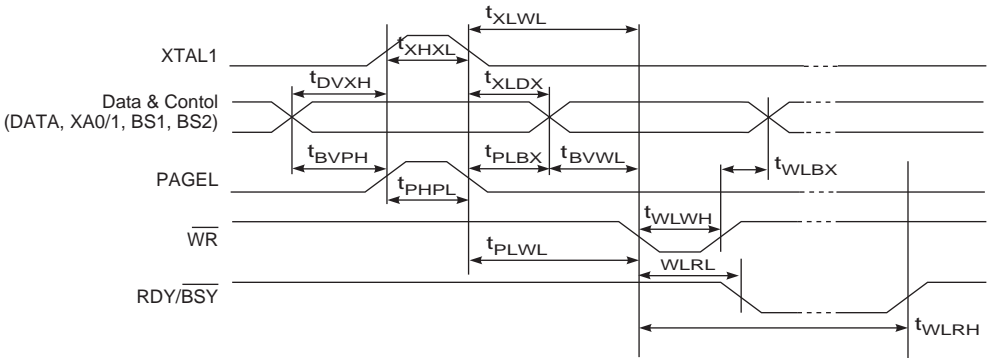 tXLWL
XTAL1
tXHXL
tDVXH
tXLDX
Data & Contol
(DATA, XA0/1, BS1, BS2)
tBVPH
tPLBX
tBVWL
tWLBX
PAGEL
tPHPL
tWLWH
WR
tPLWL
WLRL
RDY/BSY
tWLRH